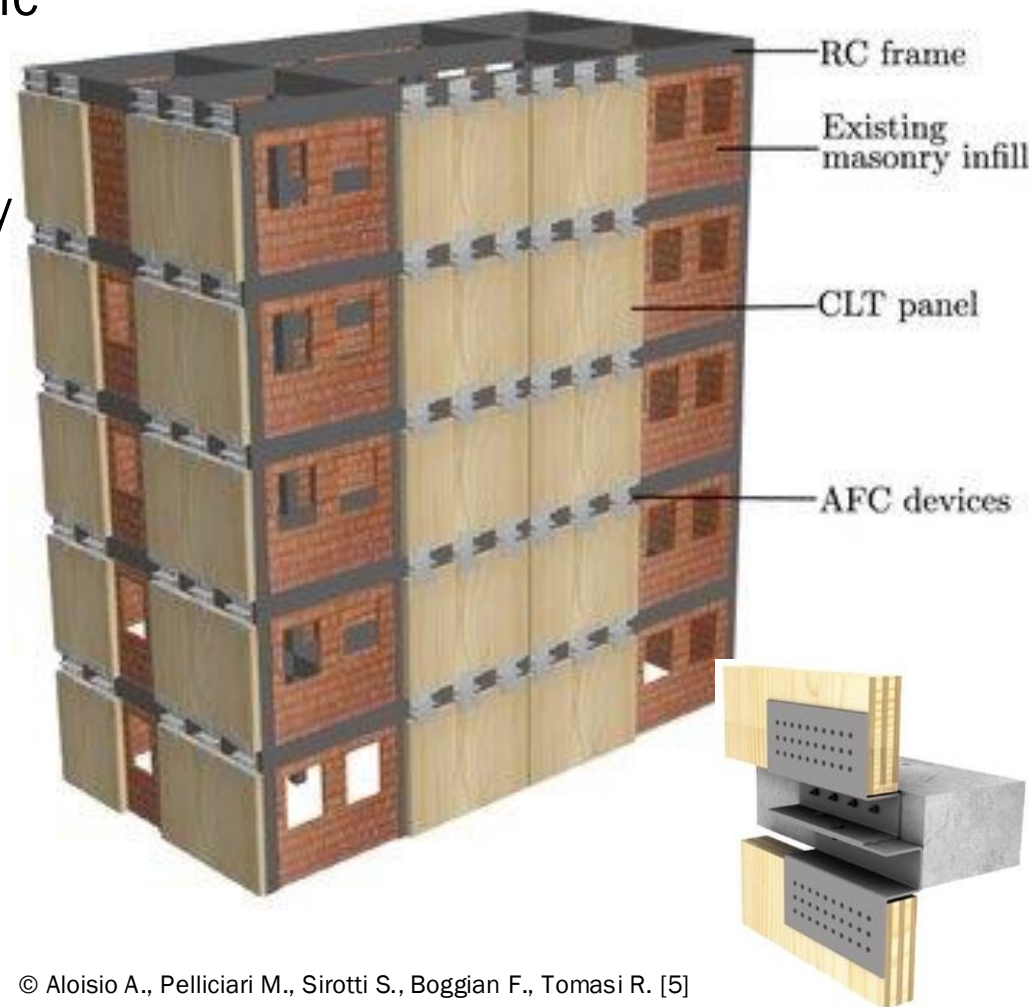 RC frame
Existing
masonry infill
CLT panel
AFC devices
© Aloisio A., Pelliciari M., Sirotti S., Boggian F., Tomasi R. [5]